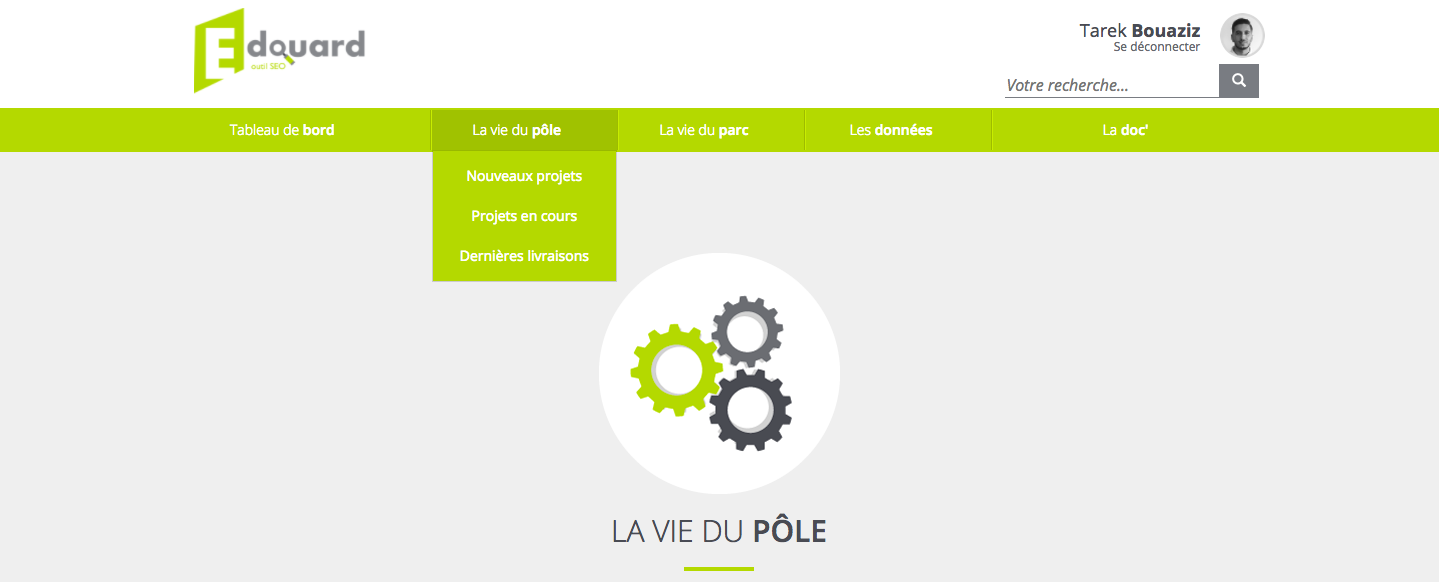 Edouard
outil SEO
Tarek Bouaziz
Se déconnecter
Votre recherche...
Tableau de bord
La vie du pôle
La vie du parc
Les données
La doc'
Nouveaux projets
Projets en cours
Dernières livraisons
LA VIE DU PÔLE